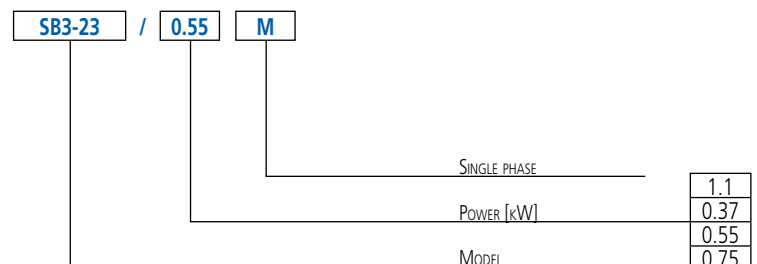 SB3-23 / 0.55 M
SINGLE PHASE
1.1
POWER [KW]
0.37
0.55
MODEL
0.75